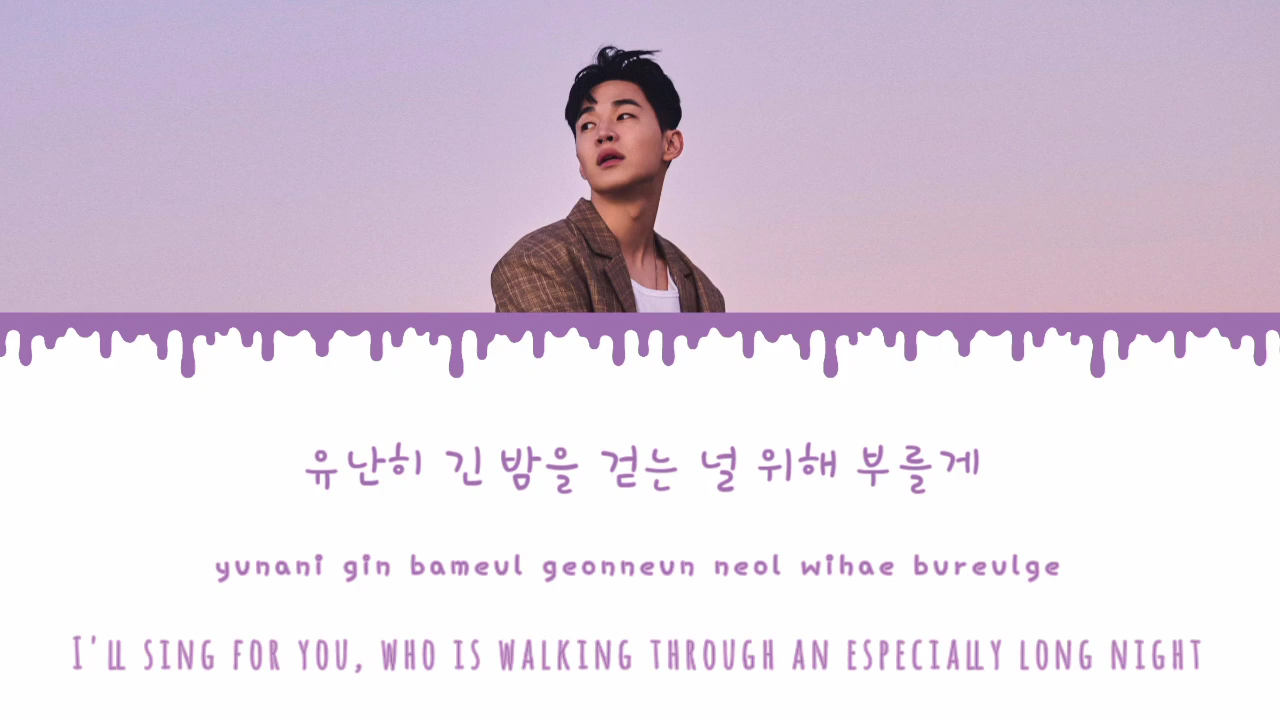 유난히 긴 밤을 걷는 널 위해 부를게
yunani gin bameul geonneun neol wihae bureulge
I'LL SING FOR YOU, WHO IS WALKING THROUGH AN ESPECIALLY LONG NIGHT